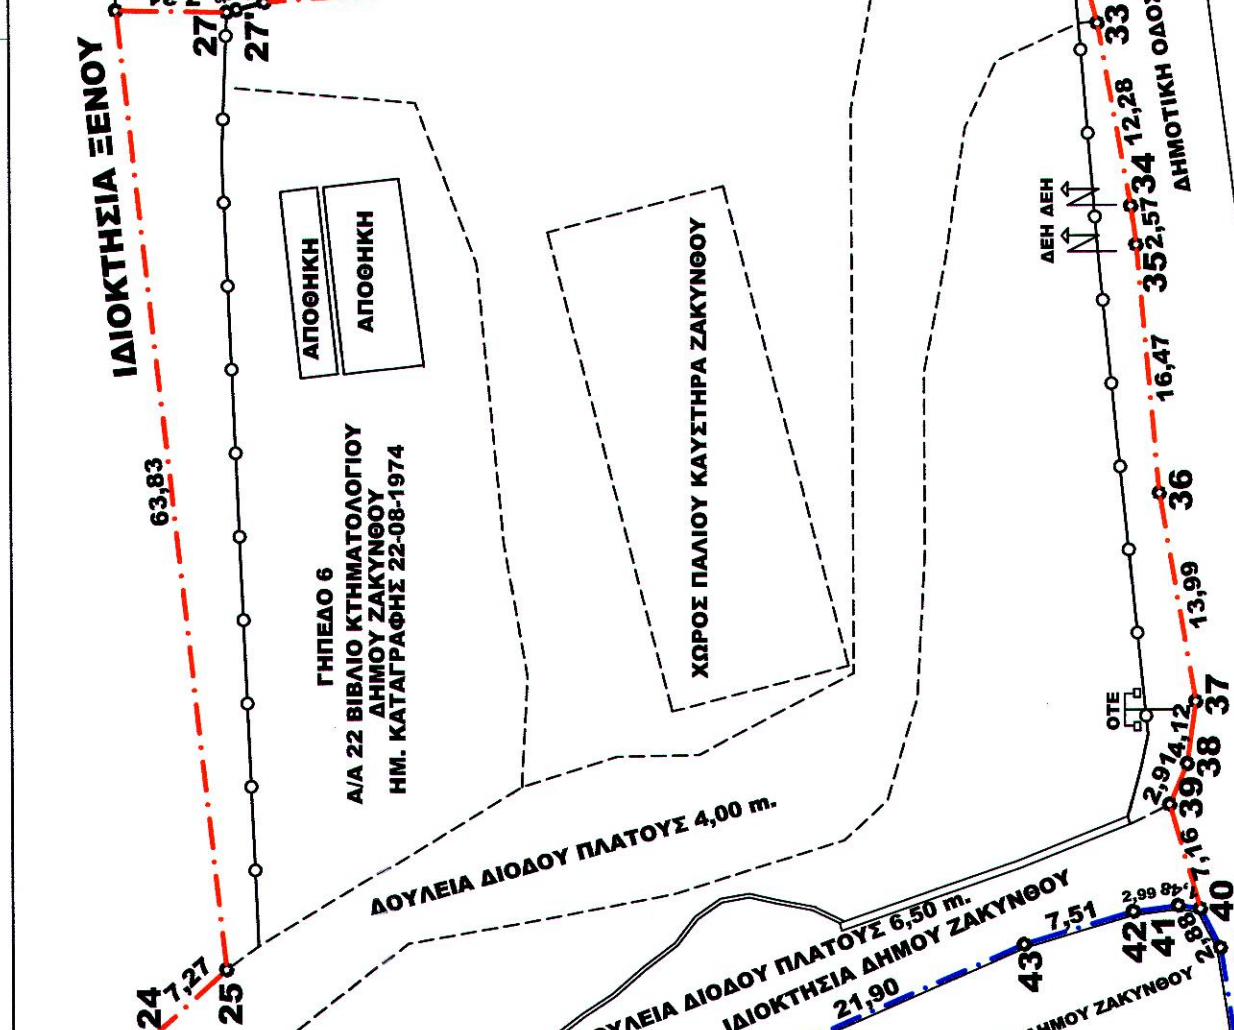 ΙΔΙΟΚΤΗΣΙΑ ΞΕΝΟΥ
27
27'
63,83
ΑΠΟΘΗΚΗ
ΑΠΟΘΗΚΗ
ΓΗΠΕΔΟ 6
Α/Α 22 ΒΙΒΛΙΟ ΚΤΗΜΑΤΟΛΟΓΙΟΥ
ΔΗΜΟΥ ΖΑΚΥΝΘΟΥ
ΗΜ. ΚΑΤΑΓΡΑΦΗΣ 22-08-1974
ΧΩΡΟΣ ΠΑΛΙΟΥ ΚΑΥΣΤΗΡΑ ΖΑΚΥΝΘΟΥ
33
12,28
ΔΗΜΟΤΙΚΗ ΟΔΟΣ
34
ΔΕΗ ΔΕΗ
2,57
35
16,47
36
13,99
ΟΤΕ
37
4,12
38
2,91
39
7,16
40
ΔΟΥΛΕΙΑ ΔΙΟΔΟΥ ΠΛΑΤΟΥΣ 4,00 m.
ΔΙΟΔΟΥ ΠΛΑΤΟΥΣ 6,50 m.
ΙΔΙΟΚΤΗΣΙΑ ΔΗΜΟΥ ΖΑΚΥΝΘΟΥ
24
7,27
25
21,90
43
7,51
42
2,99
41
1,48
2,88
ΔΗΜΟΥ ΖΑΚΥΝΘΟΥ